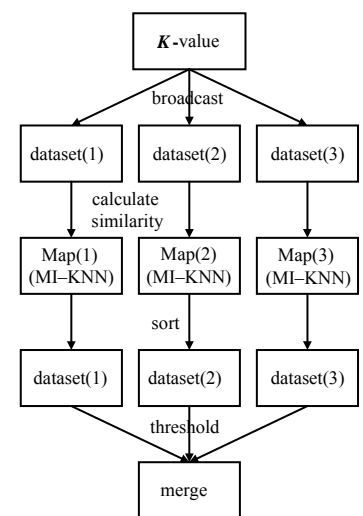 K-value
broadcast
dataset(1) dataset(2) dataset(3)
calculate
similarity
Map(1) Map(2) Map(3)
(MI–KNN) (MI–KNN) (MI–KNN)
sort
dataset(1) dataset(2) dataset(3)
threshold
merge